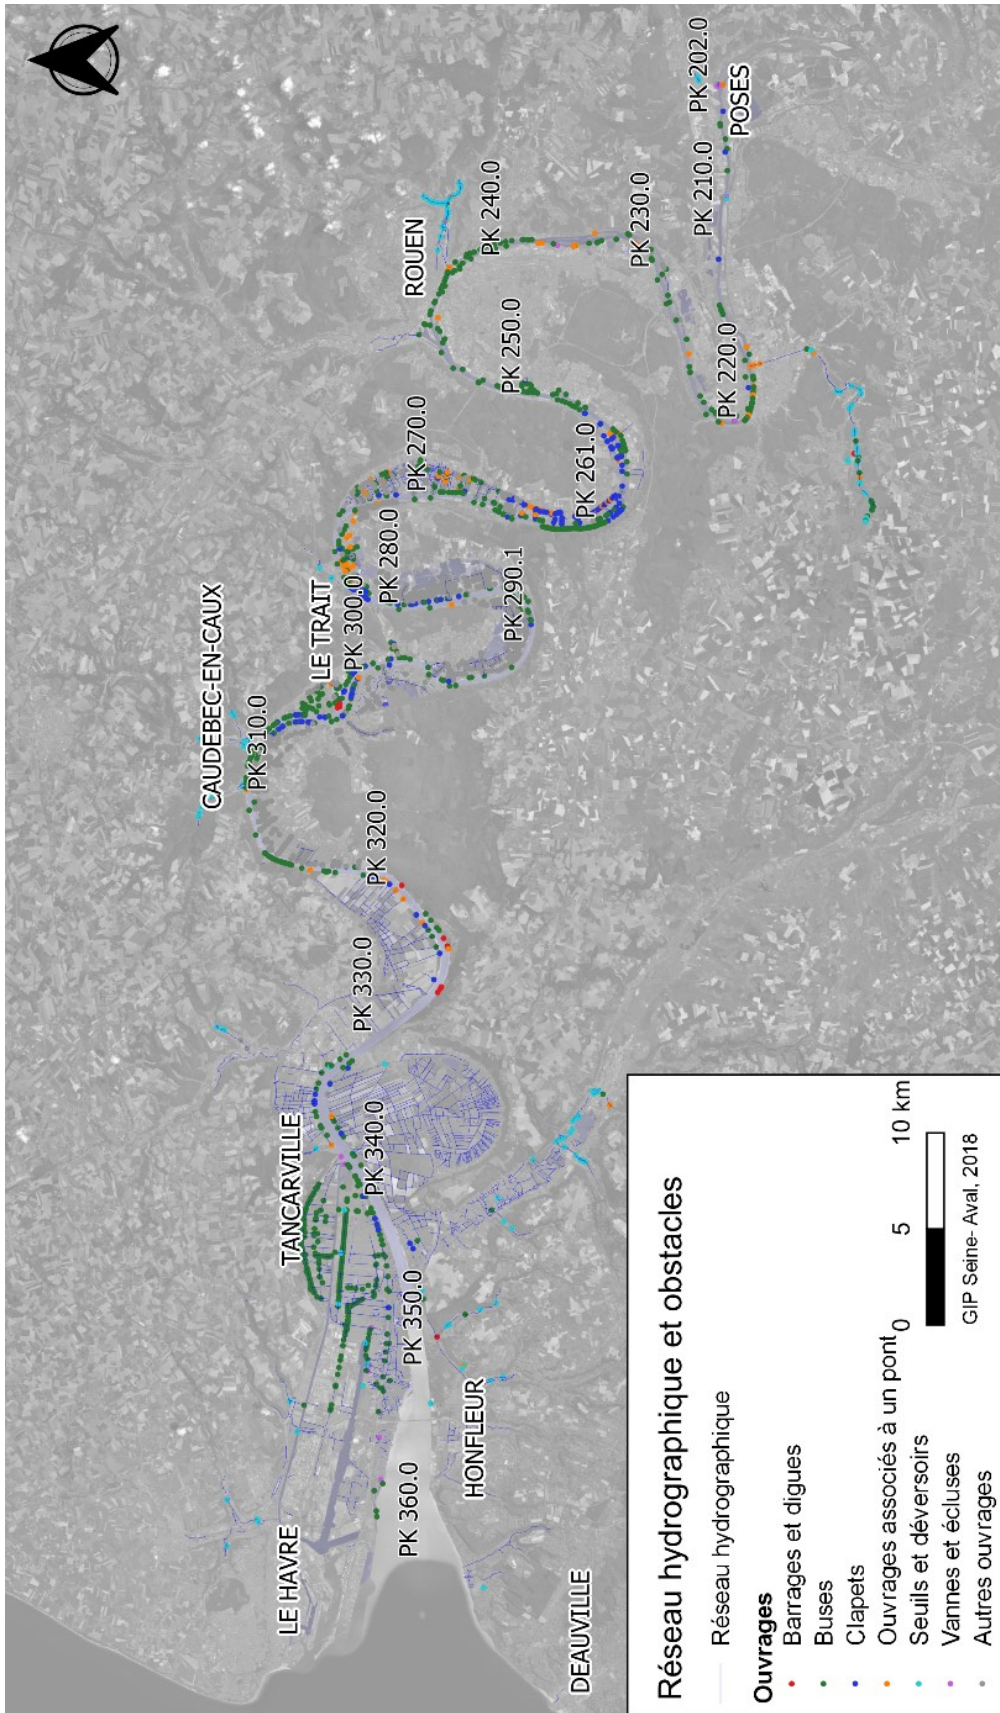 LE HAVRE
TANCARVILLE
CAUDEBEC-EN-CAUX
LE TRAIT
ROUEN
POSES
HONFLEUR
DEAUVILLE
PK 202.0
PK 210.0
PK 220.0
PK 230.0
PK 240.0
PK 250.0
PK 261.0
PK 270.0
PK 280.0
PK 290.1
PK 300.0
PK 310.0
PK 320.0
PK 330.0
PK 340.0
PK 350.0
PK 360.0
Réseau hydrographique et obstacles
Réseau hydrographique
Ouvrages
Barrages et digues
Buses
Clapets
Ouvrages associés à un pont
Seuils et déversoirs
Vannes et écluses
Autres ouvrages
0 5 10 km
GIP Seine- Aval, 2018